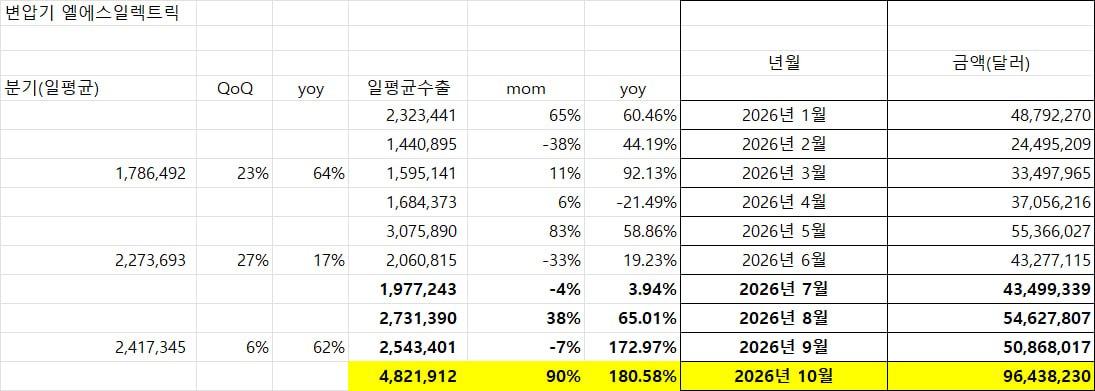 변압기 엘에스일렉트릭
년월 금액(달러)
분기(일평균) QoQ yoy 일평균수출 mom yoy
2,323,441 65% 60.46% 2026년 1월 48,792,270
1,440,895 -38% 44.19% 2026년 2월 24,495,209
1,786,492 23% 64% 1,595,141 11% 92.13% 2026년 3월 33,497,965
1,684,373 6% -21.49% 2026년 4월 37,056,216
3,075,890 83% 58.86% 2026년 5월 55,366,027
2,273,693 27% 17% 2,060,815 -33% 19.23% 2026년 6월 43,277,115
1,977,243 -4% 3.94% 2026년 7월 43,499,339
2,731,390 38% 65.01% 2026년 8월 54,627,807
2,417,345 6% 62% 2,543,401 -7% 172.97% 2026년 9월 50,868,017
4,821,912 90% 180.58% 2026년 10월 96,438,230